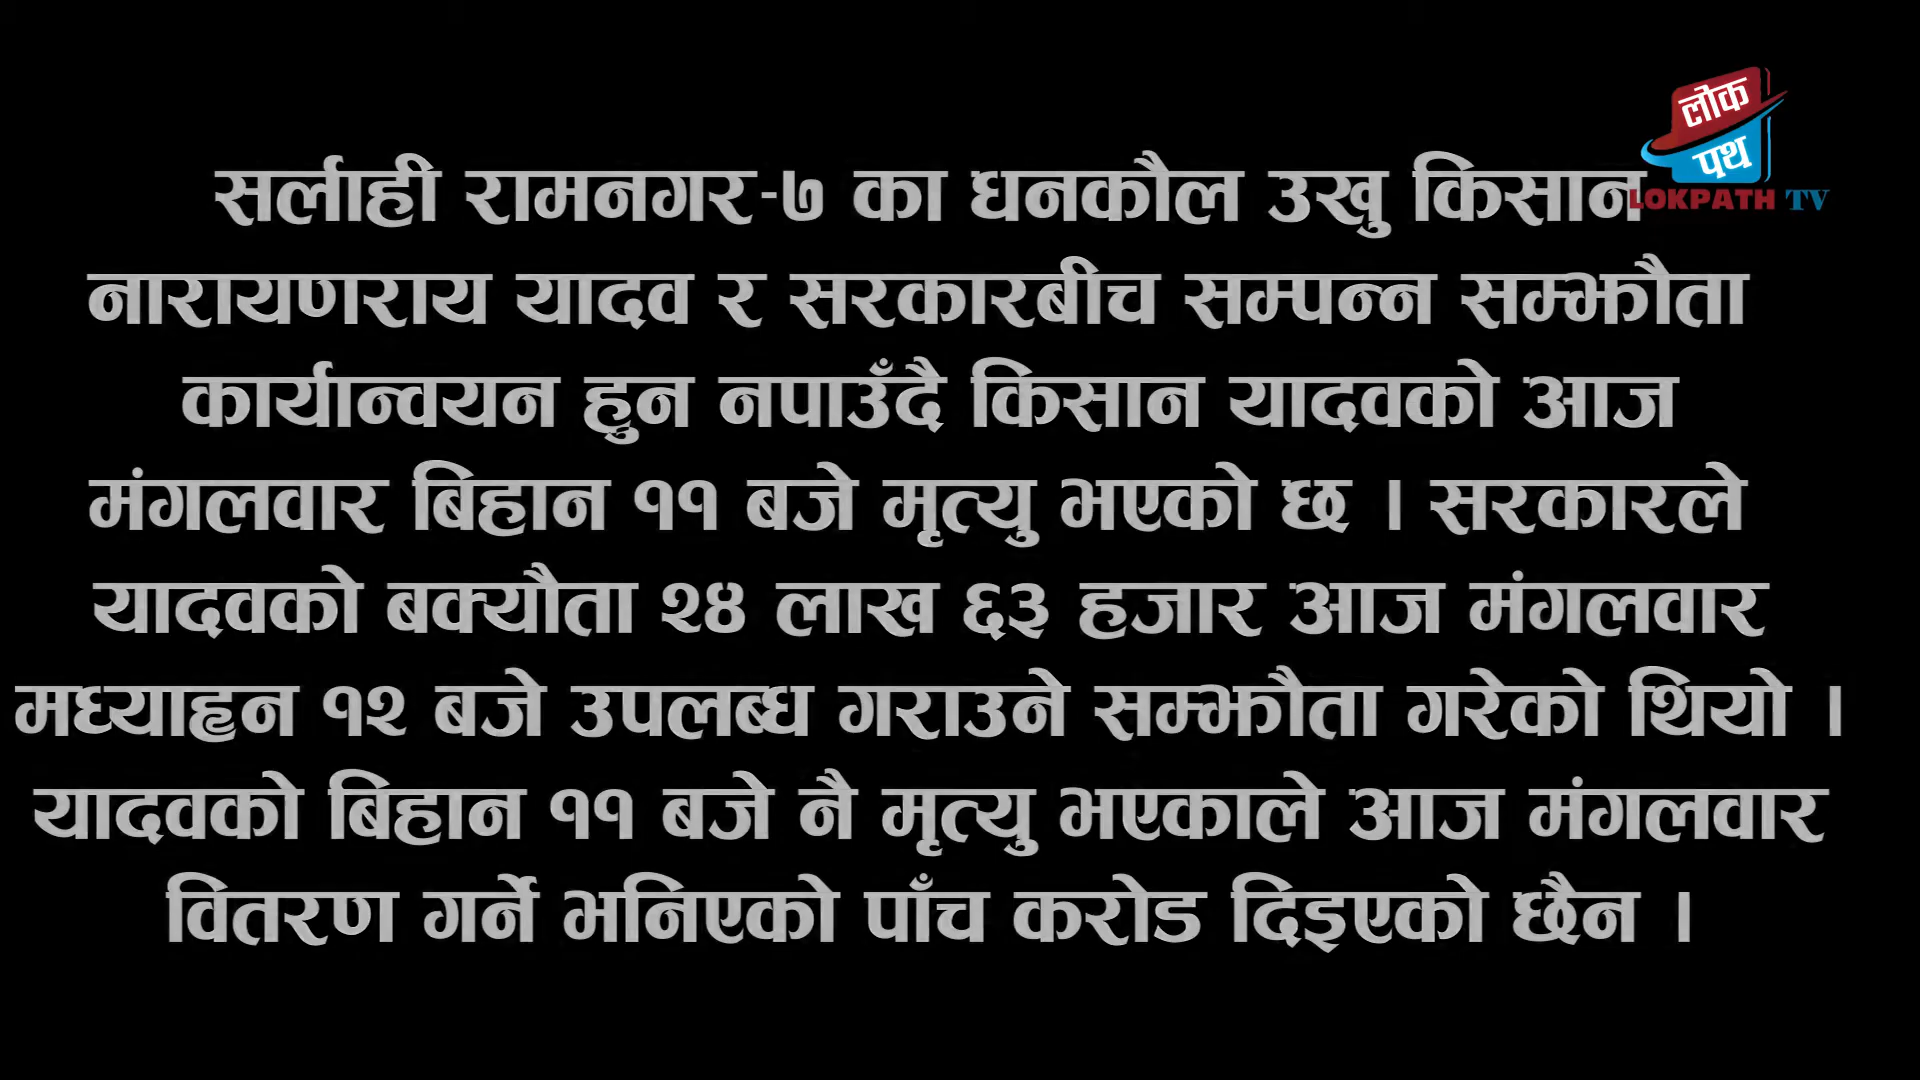 लोक
पथ
LOKPATH TV
सर्लाही रामनगर-७ का धनकौल उखु किसान
नारायणराय यादव र सरकारबीच सम्पन्न सम्झौता
कार्यान्वयन हुन नपाउँदै किसान यादवको आज
मंगलवार बिहान ११ बजे मृत्यु भएको छ । सरकारले
यादवको बक्यौता २४ लाख ६३ हजार आज मंगलवार
मध्याह्वन १२ बजे उपलब्ध गराउने सम्झौता गरेको थियो ।
यादवको बिहान ११ बजे नै मृत्यु भएकाले आज मंगलवार
वितरण गर्ने भनिएको पाँच करोड दिइएको छैन ।